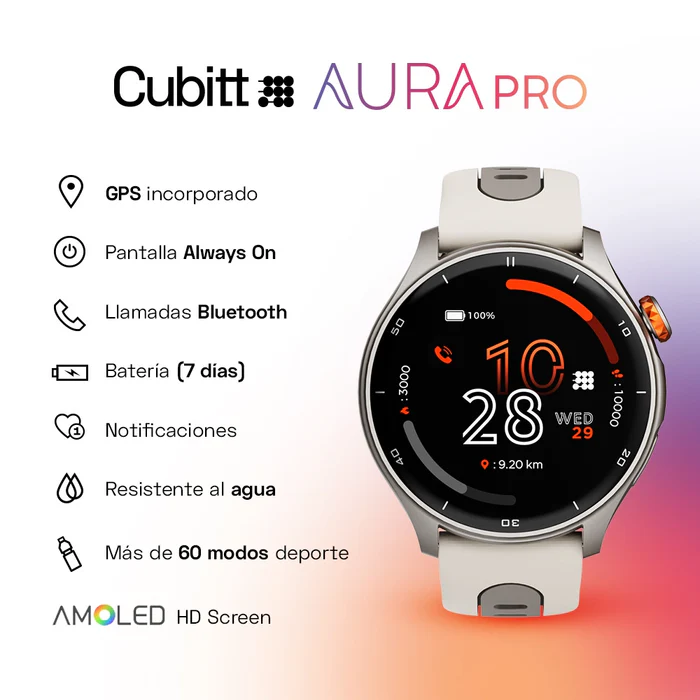 Cubitt AURA PRO
GPS incorporado
Pantalla Always On
Llamadas Bluetooth
Batería (7 días)
1
Notificaciones
Resistente al agua
Más de 60 modos deporte
AMOLED HD Screen
100%
10
28
WED
29
: 9.20 km
: 3000
: 10000
10
20
30
40
50